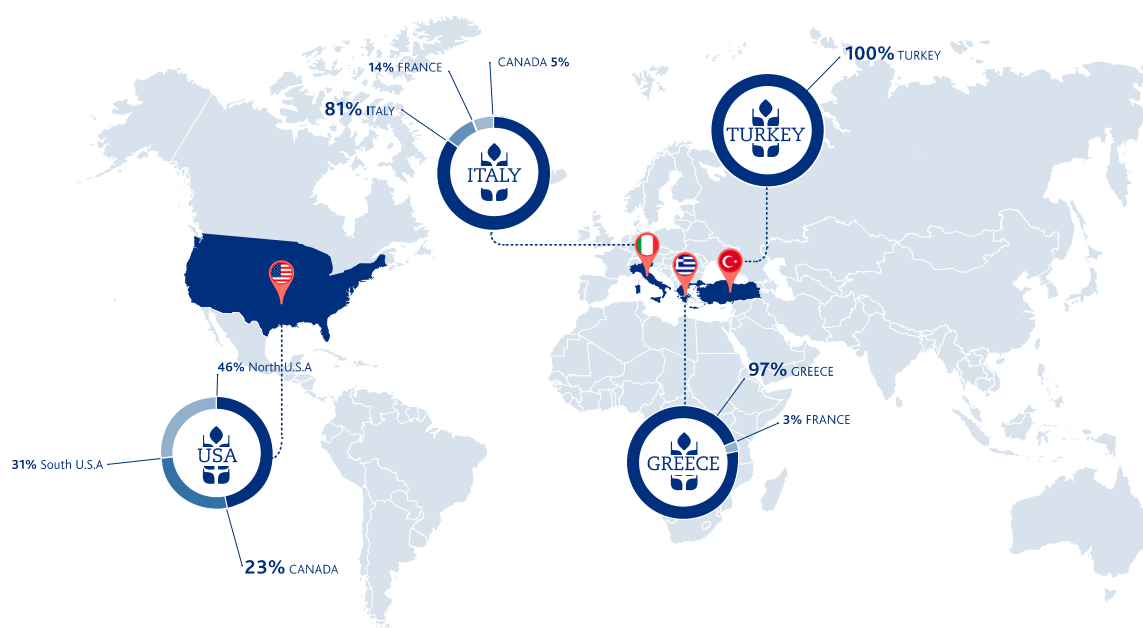 14% FRANCE
CANADA 5%
81% ITALY
ITALY
100% TURKEY
TURKEY
46% North U.S.A
USA
31% South U.S.A
23% CANADA
97% GREECE
3% FRANCE
GREECE